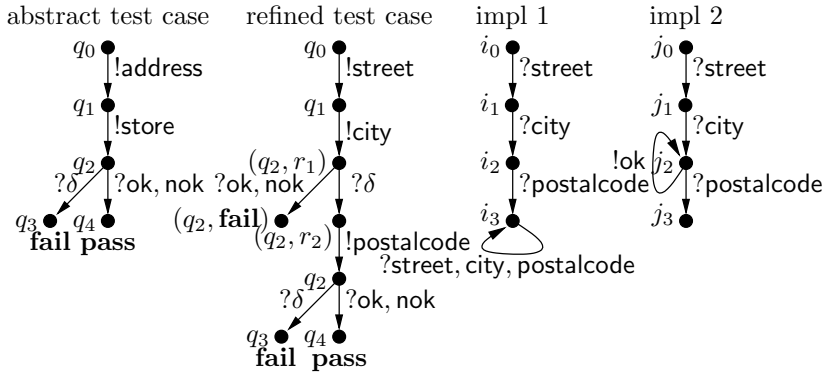 abstract test case refined test case impl 1 impl 2
q0 q0 i0 j0
!address !street ?street ?street
q1 q1 i1 j1
!store !city ?city ?city
q2 (q2, r1) i2 !ok j2
?δ ?ok, nok ?ok, nok ?δ ?postalcode ?postalcode
q3 q4 (q2, fail) (q2, r2) i3 j3
fail pass !postalcode
?street, city, postalcode
q2
?δ ?ok, nok
q3 q4
fail pass